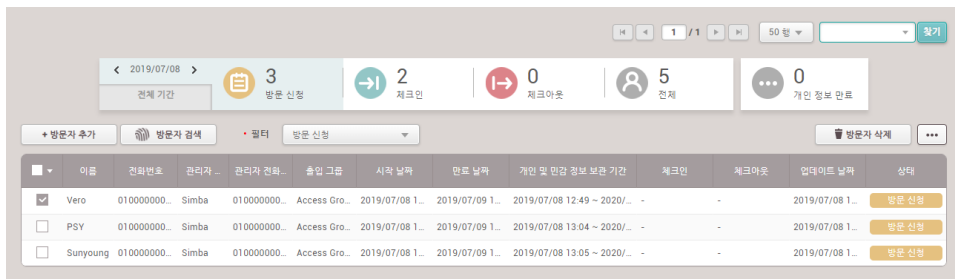 1 / 1 50 행 찾기
2019/07/08
전체 기간
3 방문 신청
2 체크인
0 체크아웃
5 전체
0 개인 정보 만료
+ 방문자 추가 방문자 검색 • 필터 방문 신청 방문자 삭제 •••
이름 전화번호 관리자 ... 관리자 전화... 출입 그룹 시작 날짜 만료 날짜 개인 및 민감 정보 보관 기간 체크인 체크아웃 업데이트 날짜 상태
Vero 010000000... Simba 010000000... Access Gro... 2019/07/08 1... 2019/07/09 1... 2019/07/08 12:49 ~ 2020/... - - 2019/07/08 1... 방문 신청
PSY 010000000... Simba 010000000... Access Gro... 2019/07/08 1... 2019/07/09 1... 2019/07/08 13:04 ~ 2020/... - - 2019/07/08 1... 방문 신청
Sunyoung 010000000... Simba 010000000... Access Gro... 2019/07/08 1... 2019/07/09 1... 2019/07/08 13:05 ~ 2020/... - - 2019/07/08 1... 방문 신청